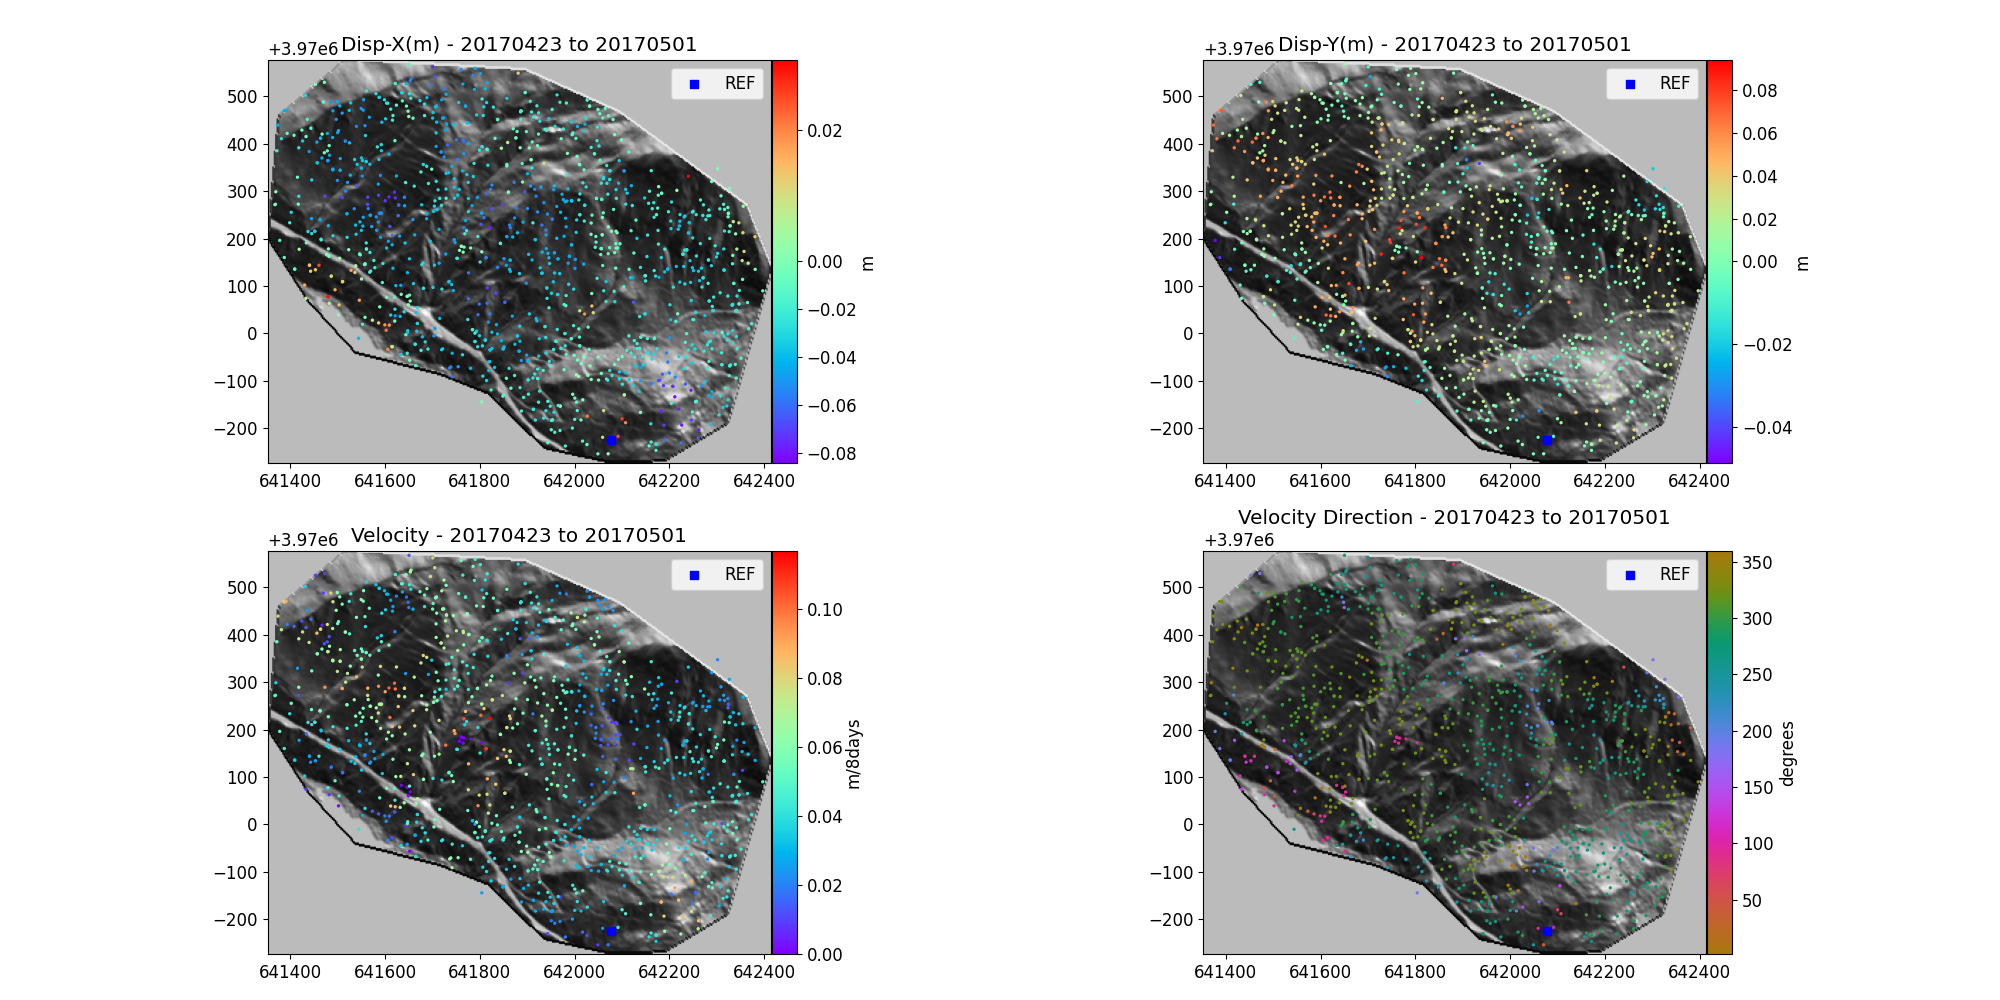 Disp-X(m) - 20170423 to 20170501
+3.97e6
REF
500
400
300
200
100
0
−100
−200
641400 641600 641800 642000 642200 642400
0.02
0.00
−0.02
−0.04
−0.06
−0.08
m
Disp-Y(m) - 20170423 to 20170501
+3.97e6
REF
500
400
300
200
100
0
−100
−200
641400 641600 641800 642000 642200 642400
0.08
0.06
0.04
0.02
0.00
−0.02
−0.04
m
Velocity - 20170423 to 20170501
+3.97e6
REF
500
400
300
200
100
0
−100
−200
641400 641600 641800 642000 642200 642400
0.10
0.08
0.06
0.04
0.02
0.00
m/8days
Velocity Direction - 20170423 to 20170501
+3.97e6
REF
500
400
300
200
100
0
−100
−200
641400 641600 641800 642000 642200 642400
350
300
250
200
150
100
50
degrees